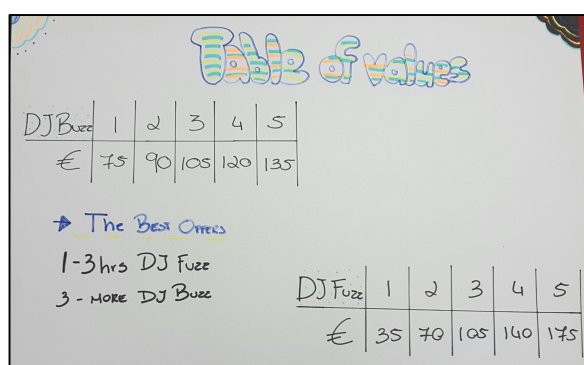 Table of values
DJ Buzz 1 2 3 4 5
€ 75 90 105 120 135
The Best Offers
1-3hrs DJ Fuzz
3 - more DJ Buzz
DJ Fuzz 1 2 3 4 5
€ 35 70 105 140 175